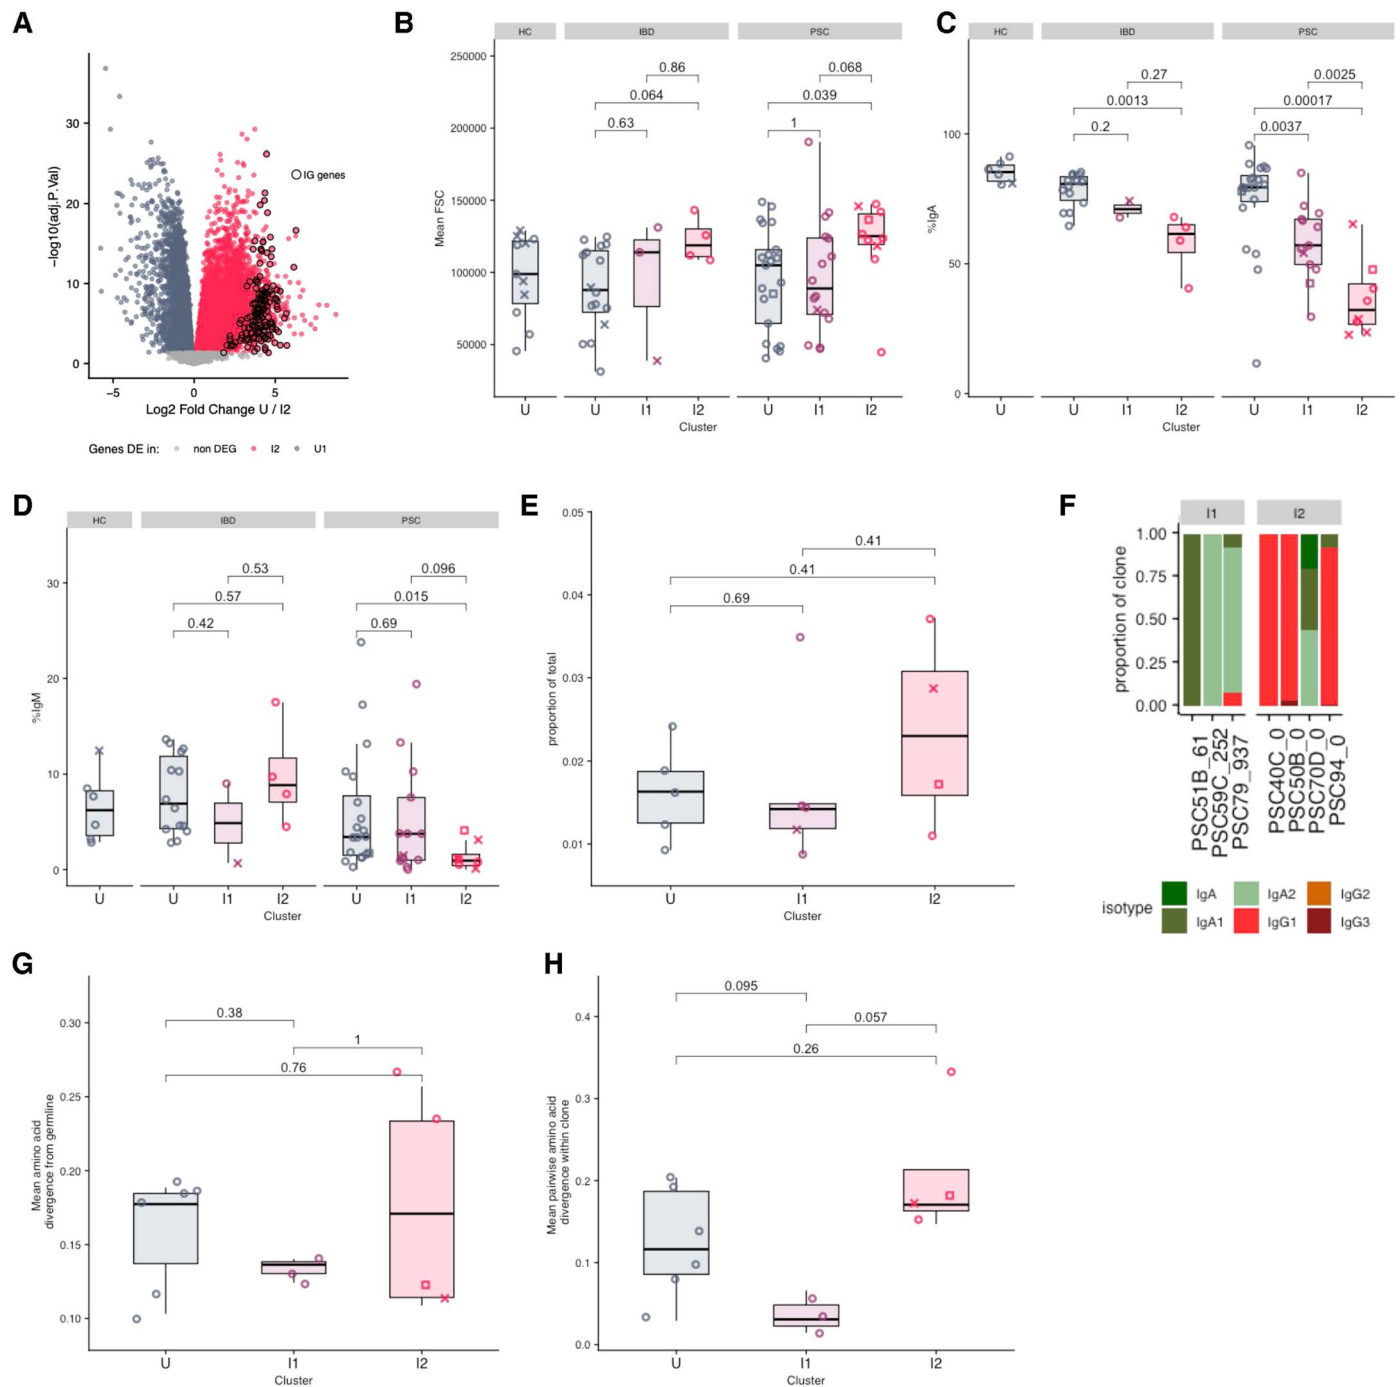 A
−log10(adj.P.Val)
30
20
10
0
IG genes
−5
0
5
Log2 Fold Change U / I2
Genes DE in:
non DEG
I2
U1
B
HC
IBD
PSC
Mean FSC
250000
200000
150000
100000
50000
0.86
0.064
0.63
0.068
0.039
1
U
U
I1
I2
U
I1
I2
Cluster
C
HC
IBD
PSC
%IgA
100
50
0
0.27
0.0013
0.2
0.0025
0.00017
0.0037
U
U
I1
I2
U
I1
I2
Cluster
D
HC
IBD
PSC
%IgM
30
20
10
0
0.53
0.57
0.42
0.096
0.015
0.69
U
U
I1
I2
U
I1
I2
Cluster
E
proportion of total
0.05
0.04
0.03
0.02
0.01
0.41
0.41
0.69
U
I1
I2
Cluster
F
I1
I2
proportion of clone
1.00
0.75
0.50
0.25
0.00
PSC51B_61
PSC59C_252
PSC79_937
PSC40C_0
PSC50B_0
PSC70D_0
PSC94_0
isotype
IgA
IgA2
IgG2
IgA1
IgG1
IgG3
G
Mean amino acid
divergence from germline
0.30
0.25
0.20
0.15
0.10
0.38
1
0.76
U
I1
I2
Cluster
H
Mean pairwise amino acid
divergence within clone
0.4
0.3
0.2
0.1
0.0
0.095
0.057
0.26
U
I1
I2
Cluster